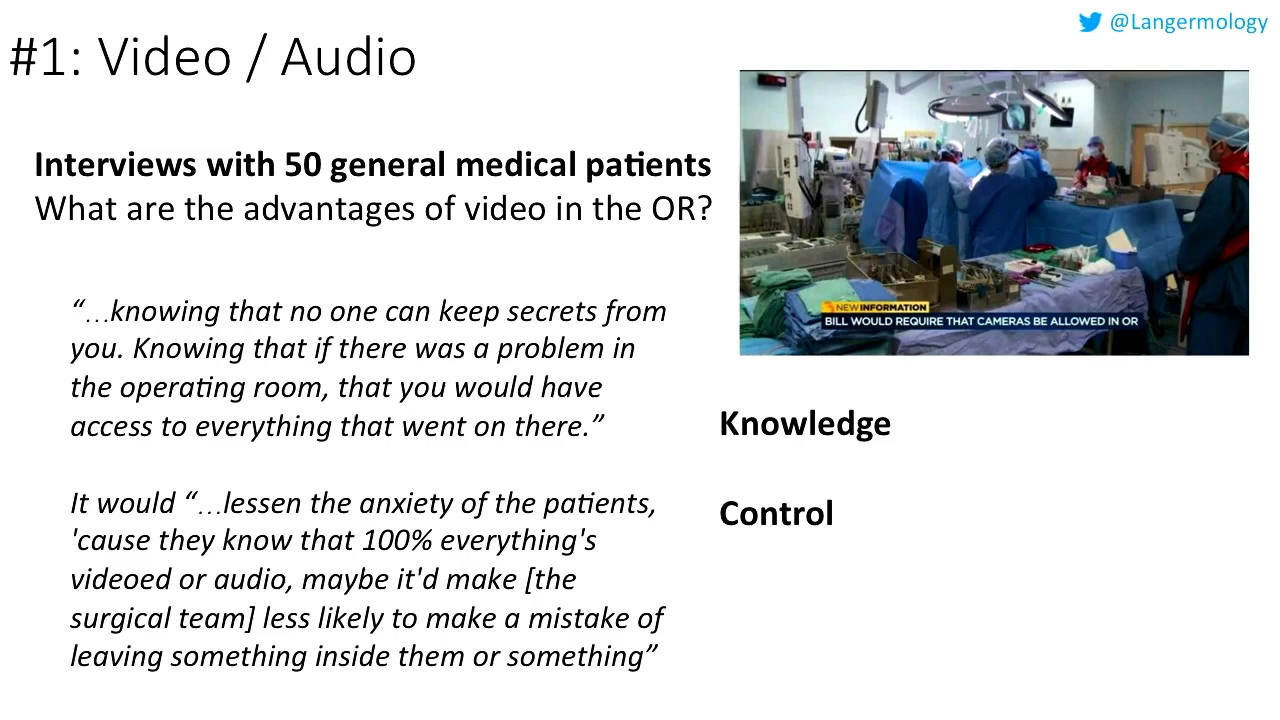 @Langermology
#1: Video / Audio
Interviews with 50 general medical patients
What are the advantages of video in the OR?
“…knowing that no one can keep secrets from
you. Knowing that if there was a problem in
the operating room, that you would have
access to everything that went on there.”
It would “…lessen the anxiety of the patients,
'cause they know that 100% everything's
videoed or audio, maybe it'd make [the
surgical team] less likely to make a mistake of
leaving something inside them or something”
NEW INFORMATION
BILL WOULD REQUIRE THAT CAMERAS BE ALLOWED IN OR
Knowledge
Control